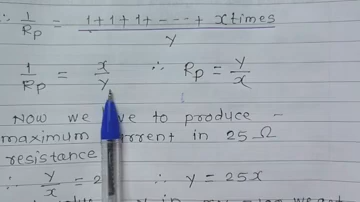 ∴ 1/Rp = 1+1+1+ - - - - + x times / y
1/Rp = x/y ∴ Rp = y/x
Now we to produce -
maximum current in 25 Ω
resistance
∴ y/x = 2 ∴ y = 25x
in